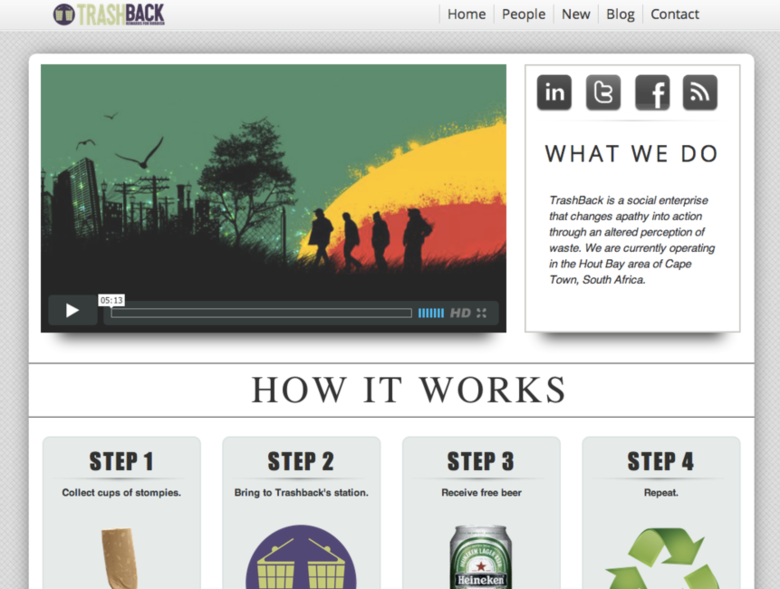 TRASHBACK
Home People New Blog Contact
in t f
WHAT WE DO
TrashBack is a social enterprise
that changes apathy into action
through an altered perception of
waste. We are currently operating
in the Hout Bay area of Cape
Town, South Africa.
05:13
HD
HOW IT WORKS
STEP 1 STEP 2 STEP 3 STEP 4
Collect cups of stompies. Bring to Trashback's station. Receive free beer Repeat.
Heineken